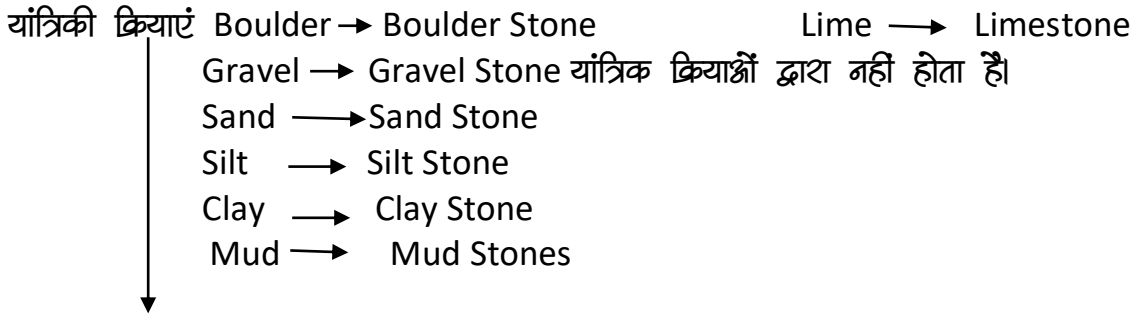 यांत्रिकी क्रियाएं Boulder → Boulder Stone Lime → Limestone
Gravel → Gravel Stone यांत्रिक क्रियाओं द्वारा नहीं होता है।
Sand → Sand Stone
Silt → Silt Stone
Clay → Clay Stone
Mud → Mud Stones